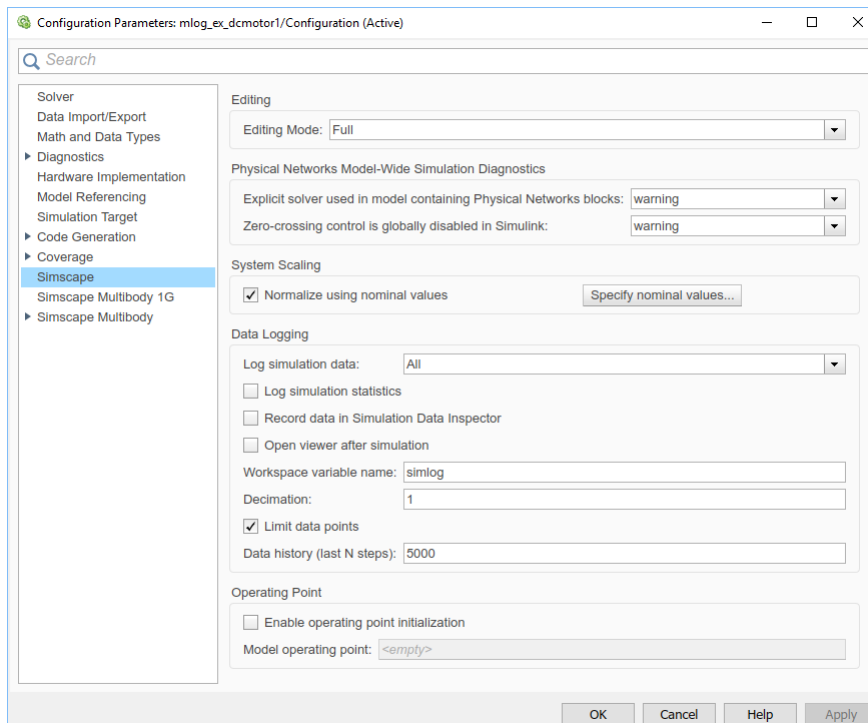 Configuration Parameters: mlog_ex_dcmotor1/Configuration (Active)
Search
Solver
Data Import/Export
Math and Data Types
Diagnostics
Hardware Implementation
Model Referencing
Simulation Target
Code Generation
Coverage
Simscape
Simscape Multibody 1G
Simscape Multibody
Editing
Editing Mode: Full
Physical Networks Model-Wide Simulation Diagnostics
Explicit solver used in model containing Physical Networks blocks: warning
Zero-crossing control is globally disabled in Simulink: warning
System Scaling
Normalize using nominal values Specify nominal values...
Data Logging
Log simulation data: All
Log simulation statistics
Record data in Simulation Data Inspector
Open viewer after simulation
Workspace variable name: simlog
Decimation: 1
Limit data points
Data history (last N steps): 5000
Operating Point
Enable operating point initialization
Model operating point: <empty>
OK Cancel Help Apply